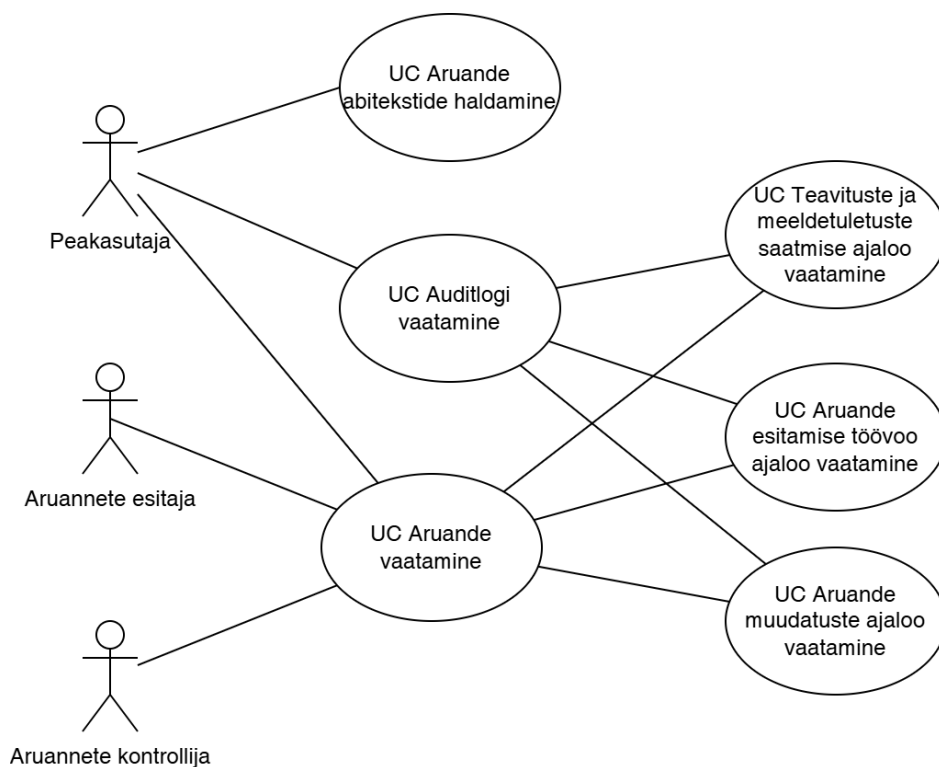 UC Aruande
abitekstide haldamine
Peakasutaja
UC Teavituste ja
meeldetuletuste
saatmise ajaloo
vaatamine
UC Auditlogi
vaatamine
Aruannete esitaja
UC Aruande
esitamise töövoo
ajaloo vaatamine
UC Aruande
vaatamine
UC Aruande
muudatuste ajaloo
vaatamine
Aruannete kontrollija